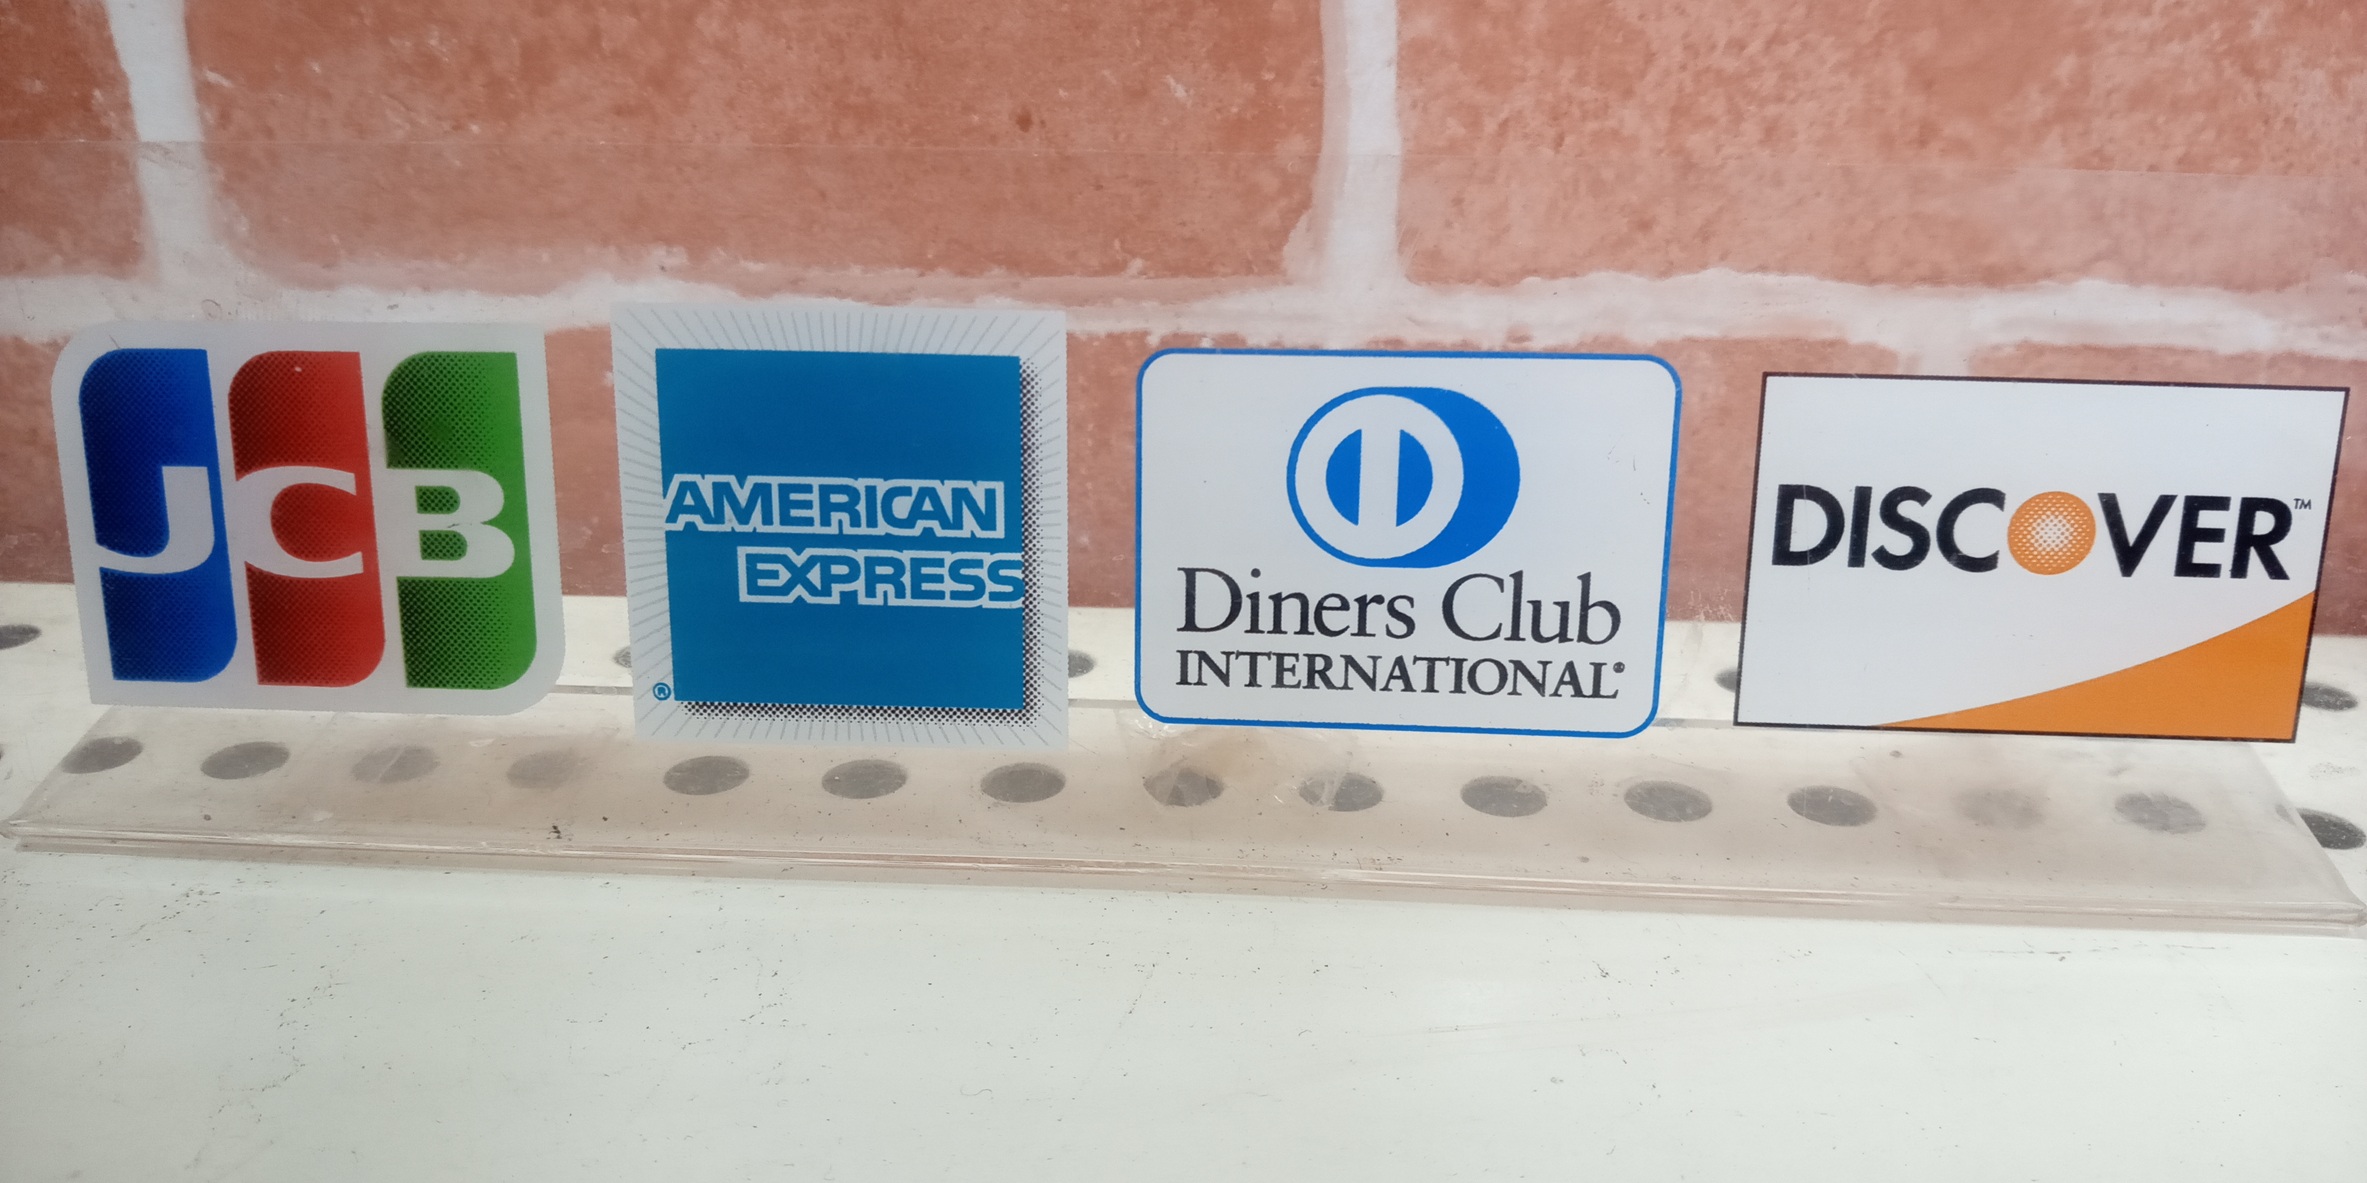 JCB
AMERICAN
EXPRESS
®
Diners Club
INTERNATIONAL®
DISCOVER™